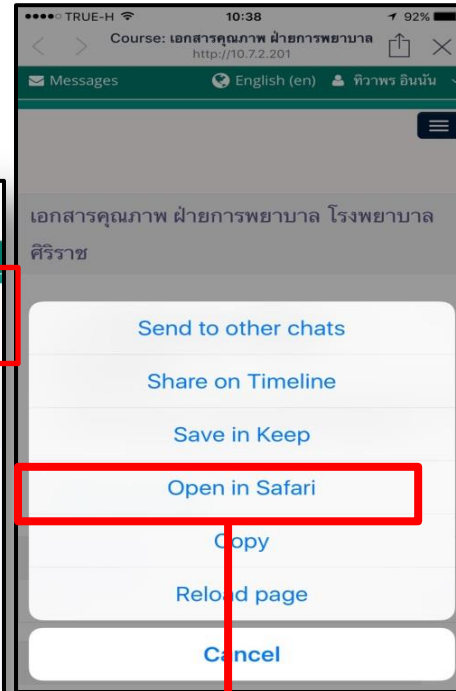 TRUE-H 10:38 92%
Course: เอกสารคุณภาพ ฝ่ายการพยาบาล
http://10.7.2.201
Messages English (en) ทิวาพร อินนัน
เอกสารคุณภาพ ฝ่ายการพยาบาล โรงพยาบาล
ศิริราช
Send to other chats
Share on Timeline
Save in Keep
Open in Safari
Copy
Reload page
Cancel